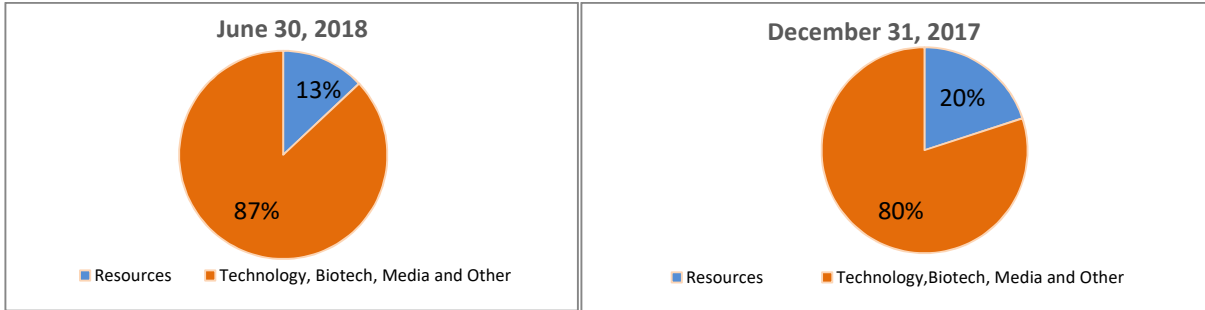 June 30, 2018
13%
87%
Resources
Technology, Biotech, Media and Other
December 31, 2017
20%
80%
Resources
Technology,Biotech, Media and Other